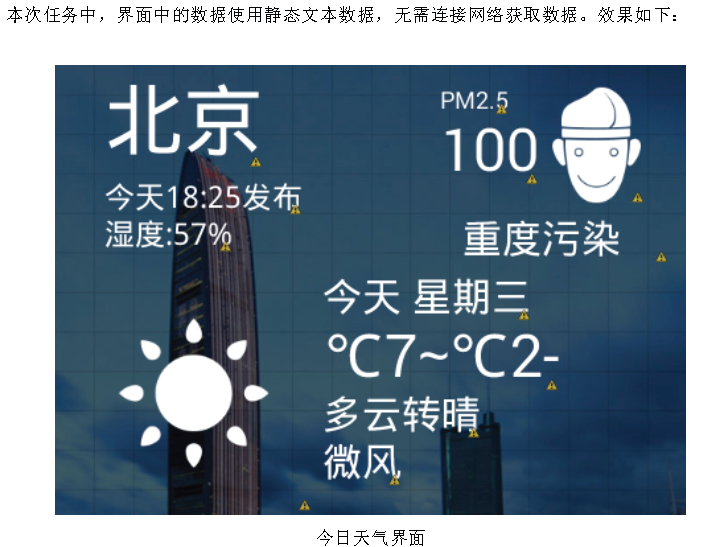 本次任务中，界面中的数据使用静态文本数据，无需连接网络获取数据。效果如下：
北京
今天18:25发布
湿度:57%
PM2.5
100
重度污染
今天 星期三
℃7~℃2-
多云转晴
微风
今日天气界面